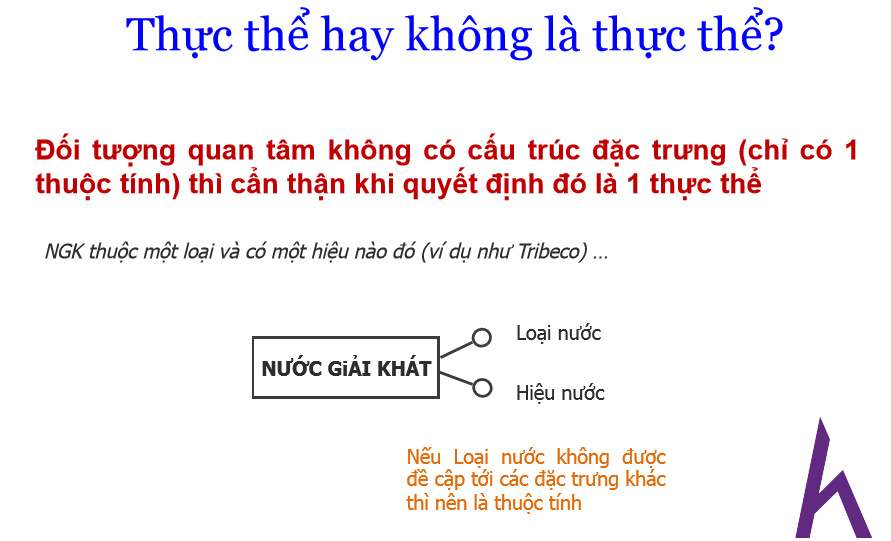 Thực thể hay không là thực thể?
Đối tượng quan tâm không có cấu trúc đặc trưng (chỉ có 1
thuộc tính) thì cẩn thận khi quyết định đó là 1 thực thể
NGK thuộc một loại và có một hiệu nào đó (ví dụ như Tribeco) ...
Loại nước
NƯỚC GiẢI KHÁT
Hiệu nước
Nếu Loại nước không được
đề cập tới các đặc trưng khác
thì nên là thuộc tính